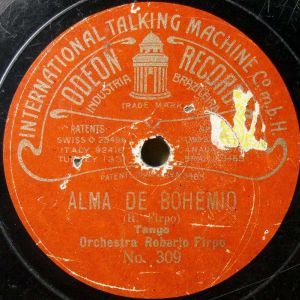 INTERNATIONAL TALKING MACHINE Co.m.b.H.
ODEON RECORD
INDUSTRIA
TRADE MARK
PATENTS
SWISS
ITALY
TURKEY
PATENT
ALMA DE BOHEMIO
(R. Firpo)
Tango
Orchestra Roberto Firpo
No. 309